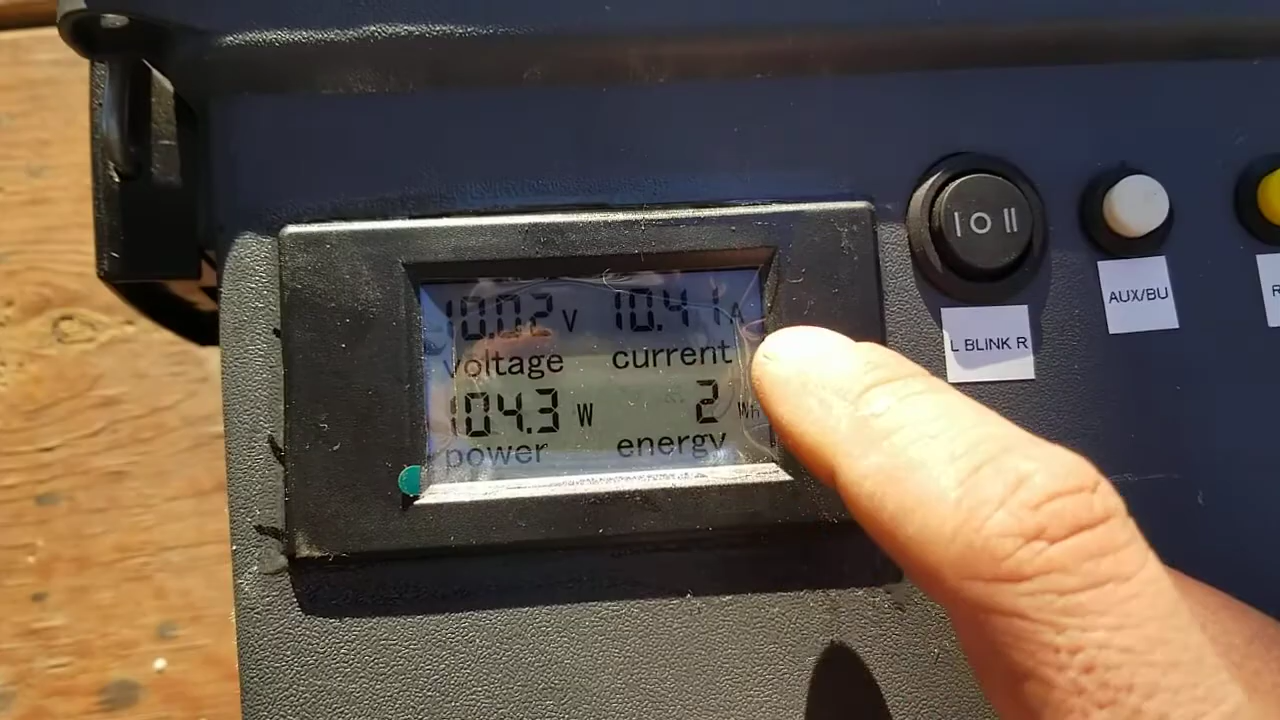 10.02 V 10.41 A
voltage current
104.3 W 2 Wh
power energy
I O II
L BLINK R
AUX/BU
R